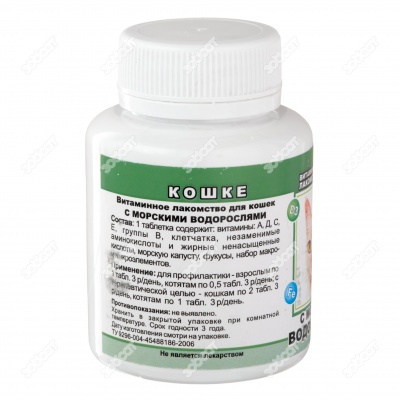 КОШКЕ
Витаминное лакомство для кошек
С МОРСКИМИ ВОДОРОСЛЯМИ
Состав: 1 таблетка содержит: витамины: А, Д, С,
Е, группы В, клетчатка, незаменимые
аминокислоты и жирные ненасыщенные
кислоты, морскую капусту, фукусы, набор макро-
микроэлементов.
Применение: для профилактики - взрослым по
табл. 3 р/день, котятам по 0,5 табл. 3 р/день; с
целью - кошкам по 2 табл. 3
р/день, котятам по 1 табл. 3 р/день.
Противопоказания: не выявлено.
Хранить в закрытой упаковке при комнатной
температуре. Срок годности 3 года.
Дату изготовления смотри на упаковке.
ТУ 9296-004-45488186-2006
Не является лекарством